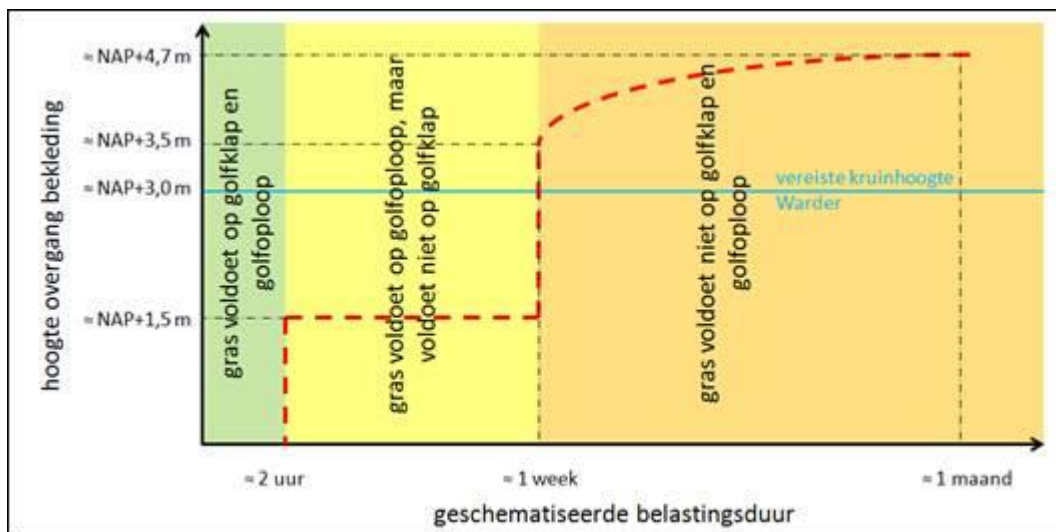 hoogte overgang bekleding
≈ NAP+4,7 m
≈ NAP+3,5 m
≈ NAP+3,0 m
≈ NAP+1,5 m
gras voldoet op golfklap en
golfoploop
gras voldoet op golfoploop, maar
voldoet niet op golfklap
gras voldoet niet op golfklap en
golfoploop
vereiste kruinhoogte
Warder
≈ 2 uur
≈ 1 week
≈ 1 maand
geschematiseerde belastingsduur